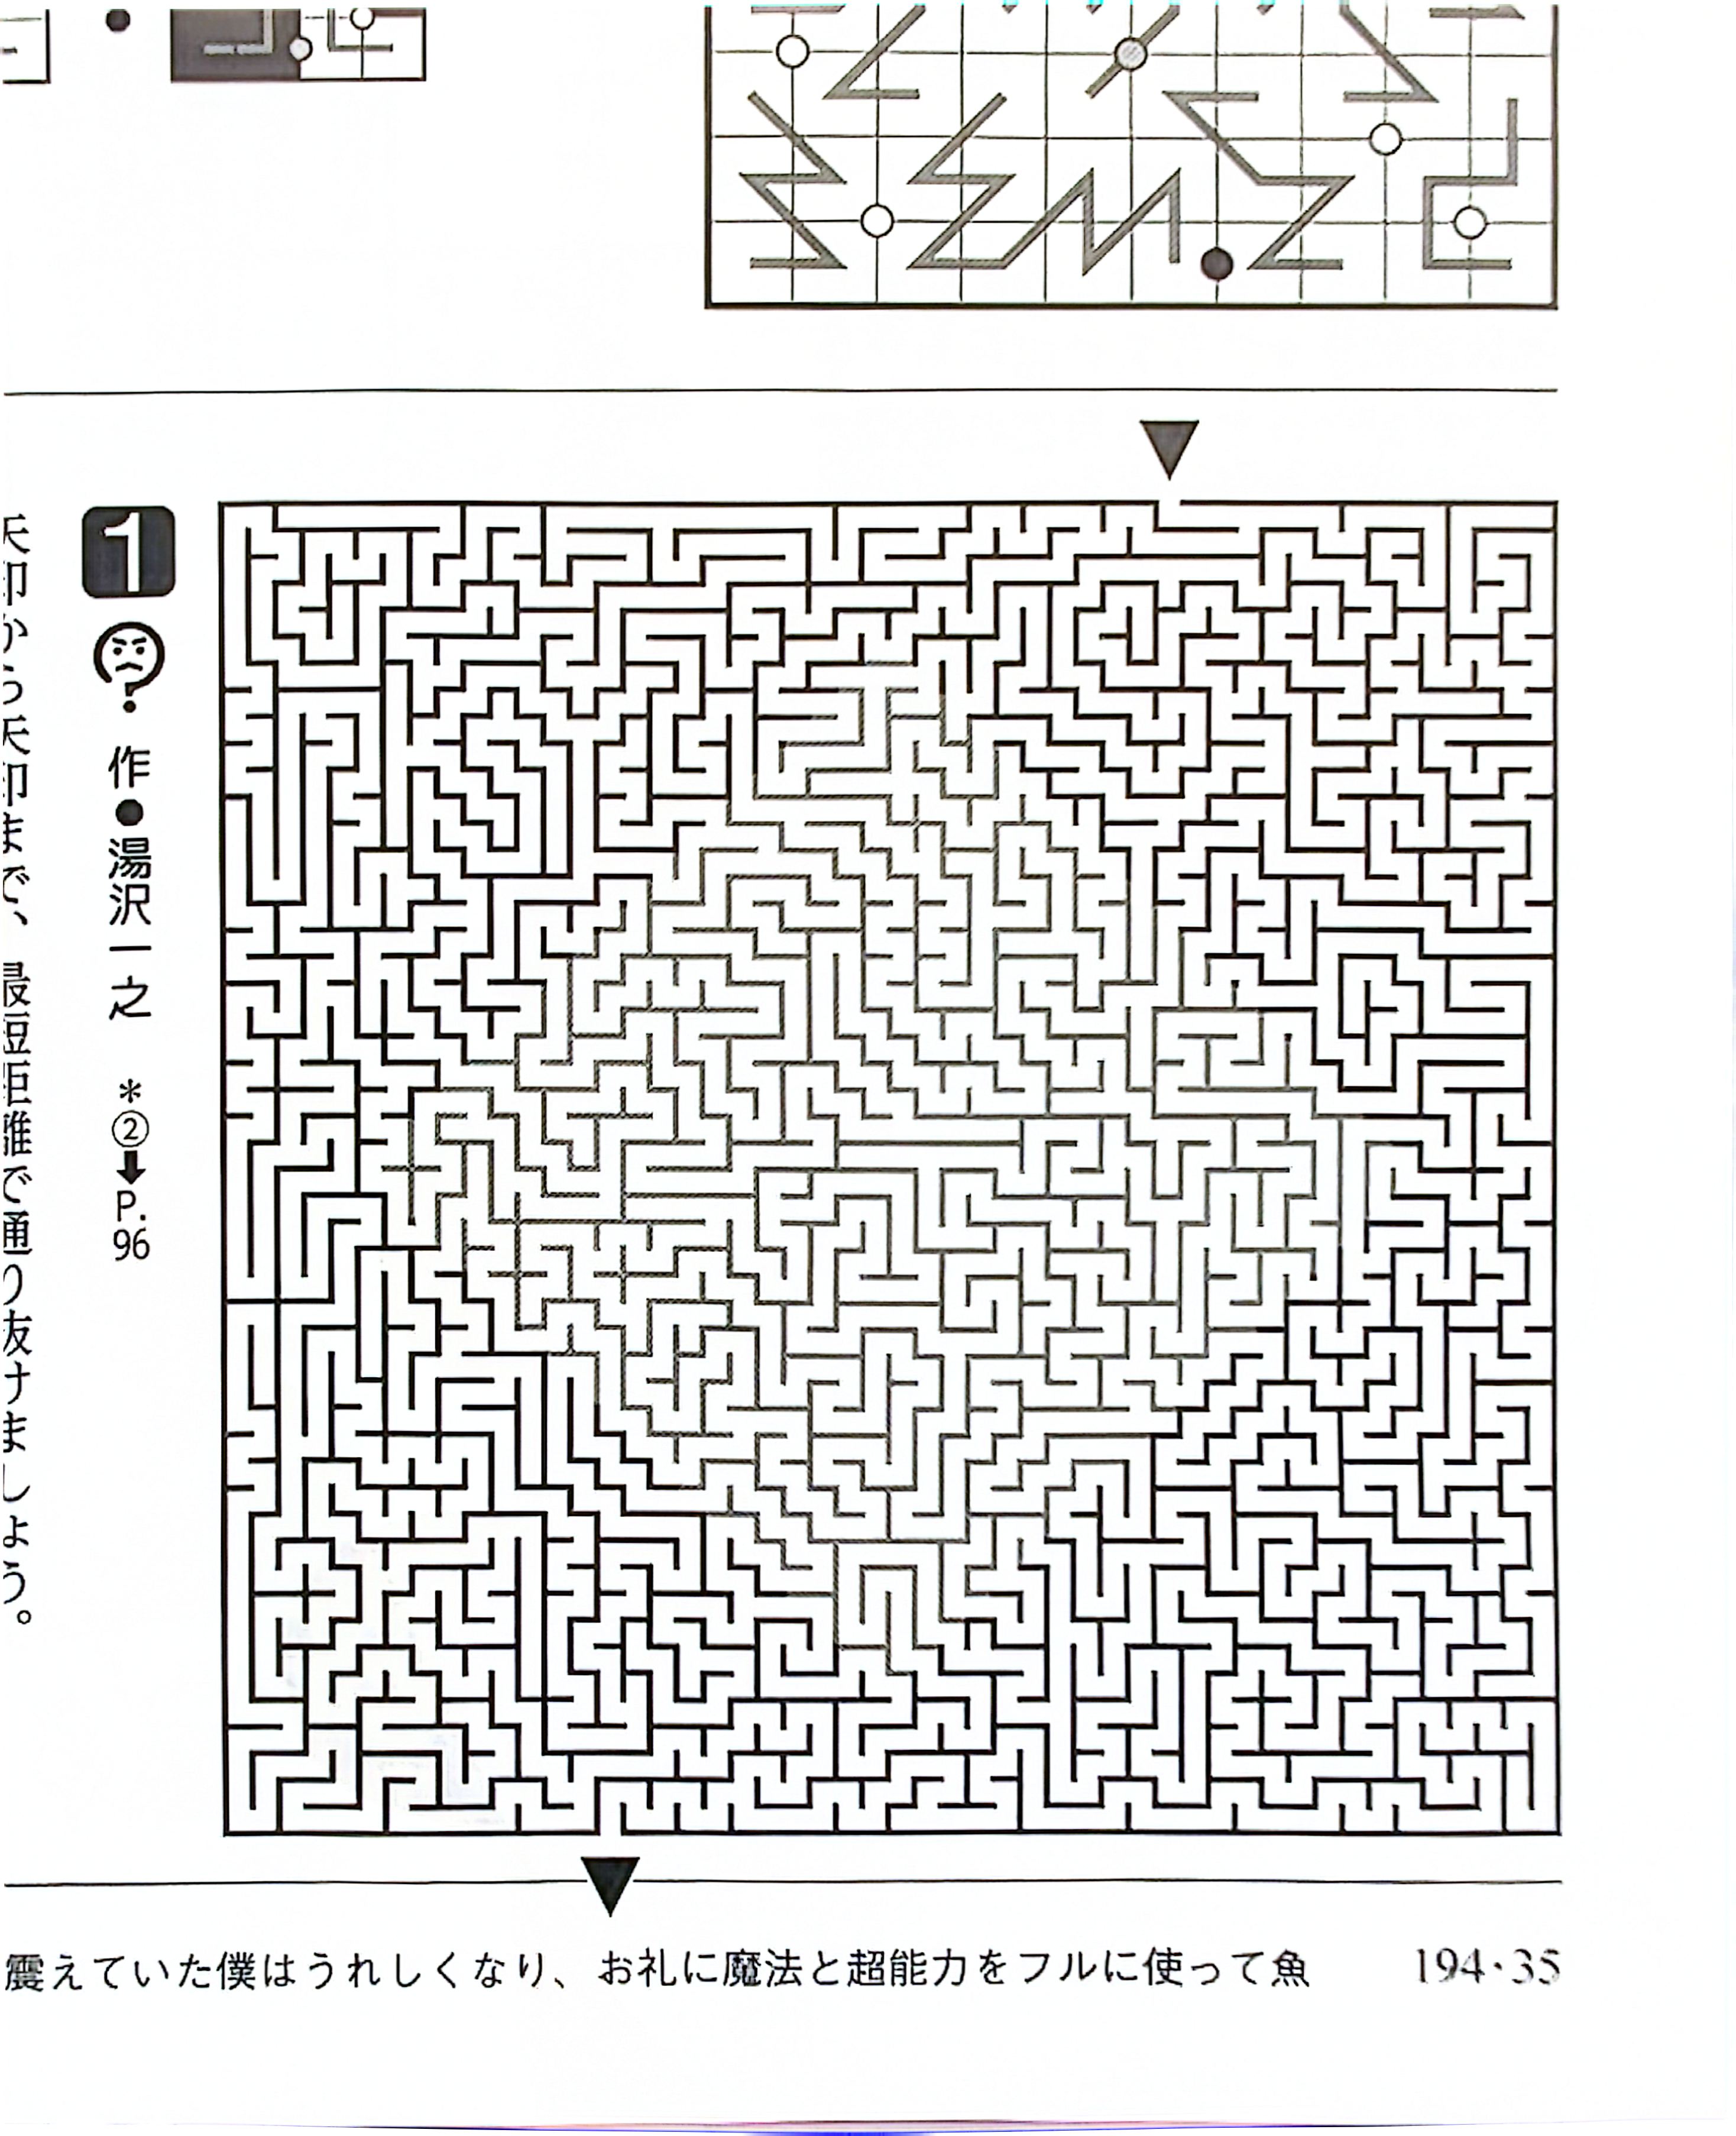 1
作●湯沢一之 *②➡P.96
矢印から矢印まで、最短距離で通り抜けましょう。
震えていた僕はうれしくなり、お礼に魔法と超能力をフルに使って魚
194・35